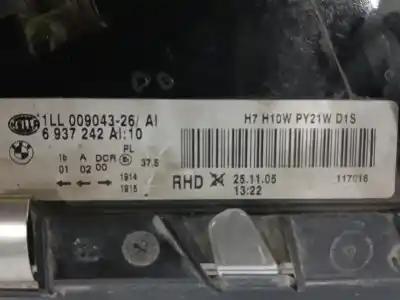 HELLA
1LL 009043-26/ AI
6 937 242 AI:10
H7 H10W PY21W D1S
PL
1b A DCR 37.5
01 02 00
1914
1915
RHD
25.11.05
13:22
117016